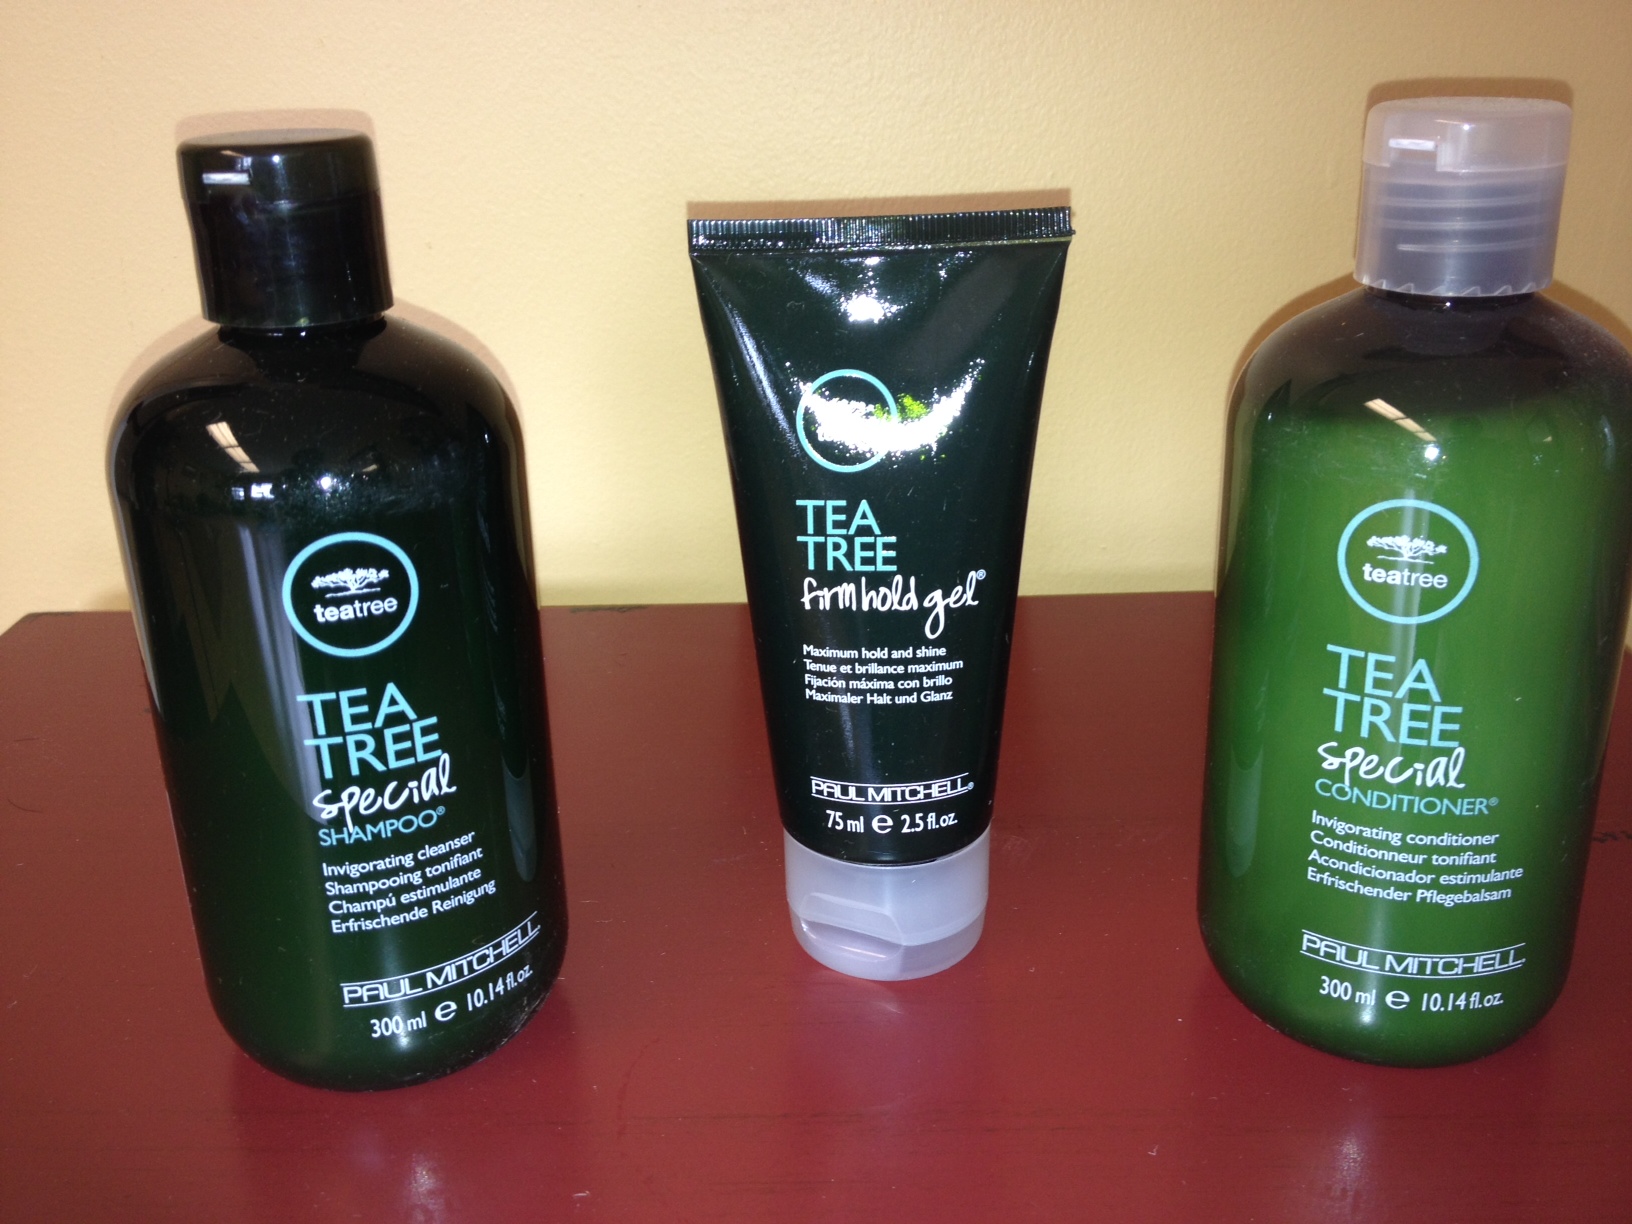 teatree
TEA
TREE
special
SHAMPOO®
Invigorating cleanser
Shampooing tonifiant
Champú estimulante
Erfrischende Reinigung
PAUL MITCHELL®
300 ml e 10.14 fl.oz.
TEA
TREE
firm hold gel®
Maximum hold and shine
Tenue et brillance maximum
Fijación máxima con brillo
Maximaler Halt und Glanz
PAUL MITCHELL®
75 ml e 2.5 fl.oz.
teatree
TEA
TREE
special
CONDITIONER®
Invigorating conditioner
Conditionneur tonifiant
Acondicionador estimulante
Erfrischender Pflegebalsam
PAUL MITCHELL®
300 ml e 10.14 fl.oz.